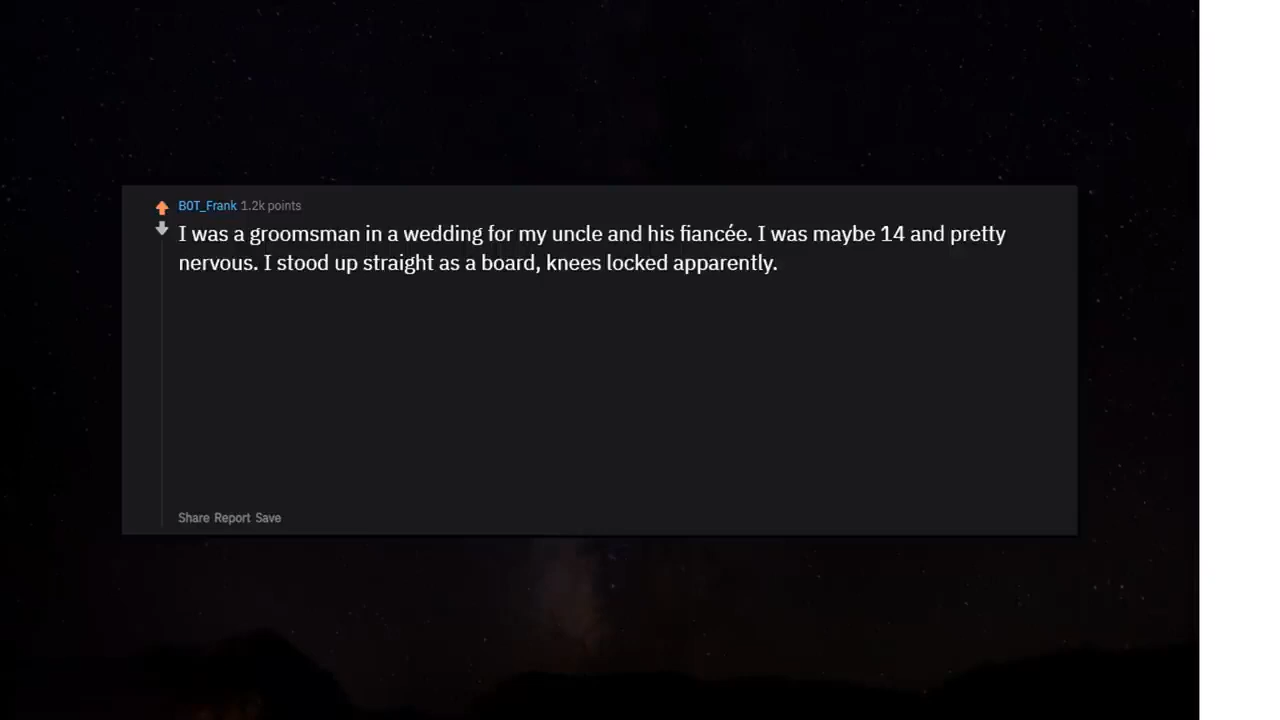 B0T_Frank 1.2k points
I was a groomsman in a wedding for my uncle and his fiancée. I was maybe 14 and pretty
nervous. I stood up straight as a board, knees locked apparently.
Share Report Save